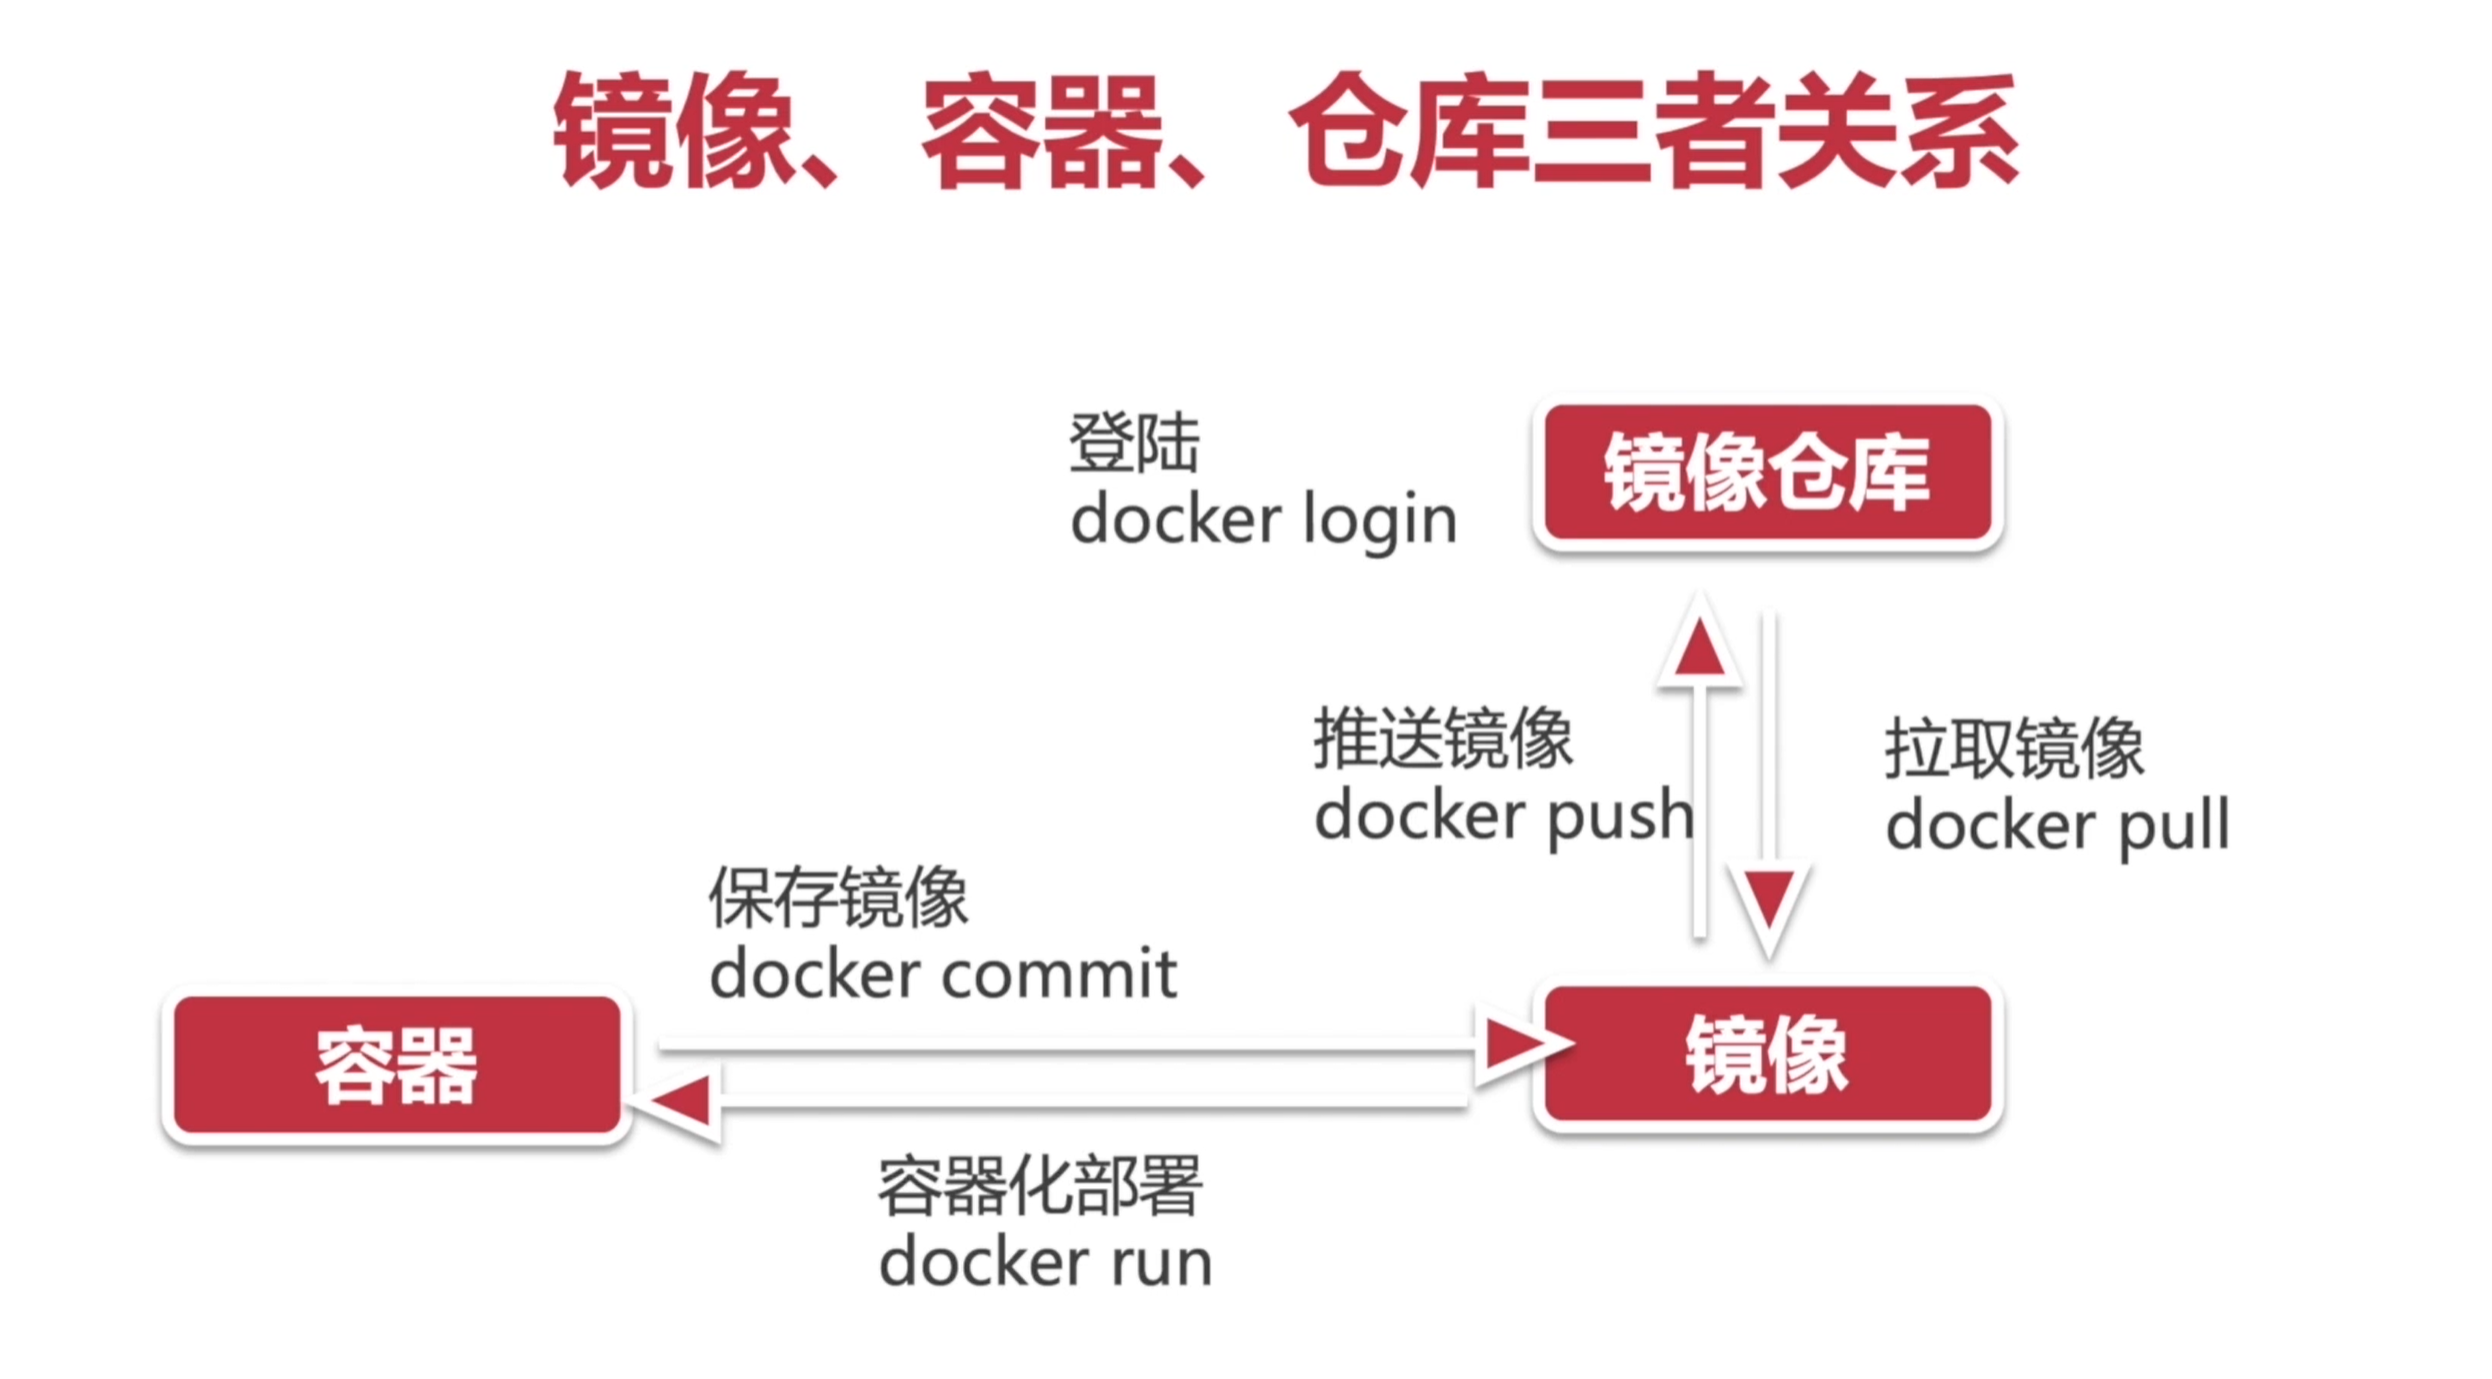 镜像、容器、仓库三者关系
登陆
docker login
镜像仓库
推送镜像
docker push
拉取镜像
docker pull
保存镜像
docker commit
容器
镜像
容器化部署
docker run